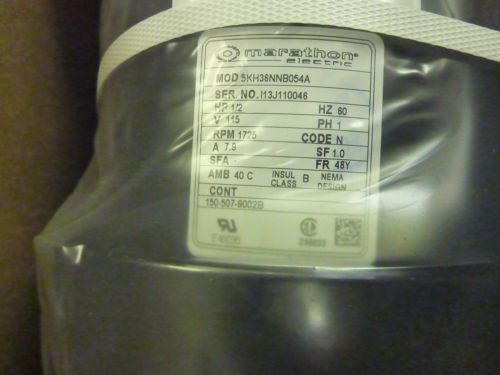 marathon®
electric
MOD 5KH36NNB054A
SER. NO. I13J110046
HP 1/2 HZ 60
V 115 PH 1
RPM 1725 CODE N
A 7.9 SF 1.0
SFA - FR 48Y
AMB 40 C INSUL CLASS B NEMA DESIGN
CONT
150-507-9002B